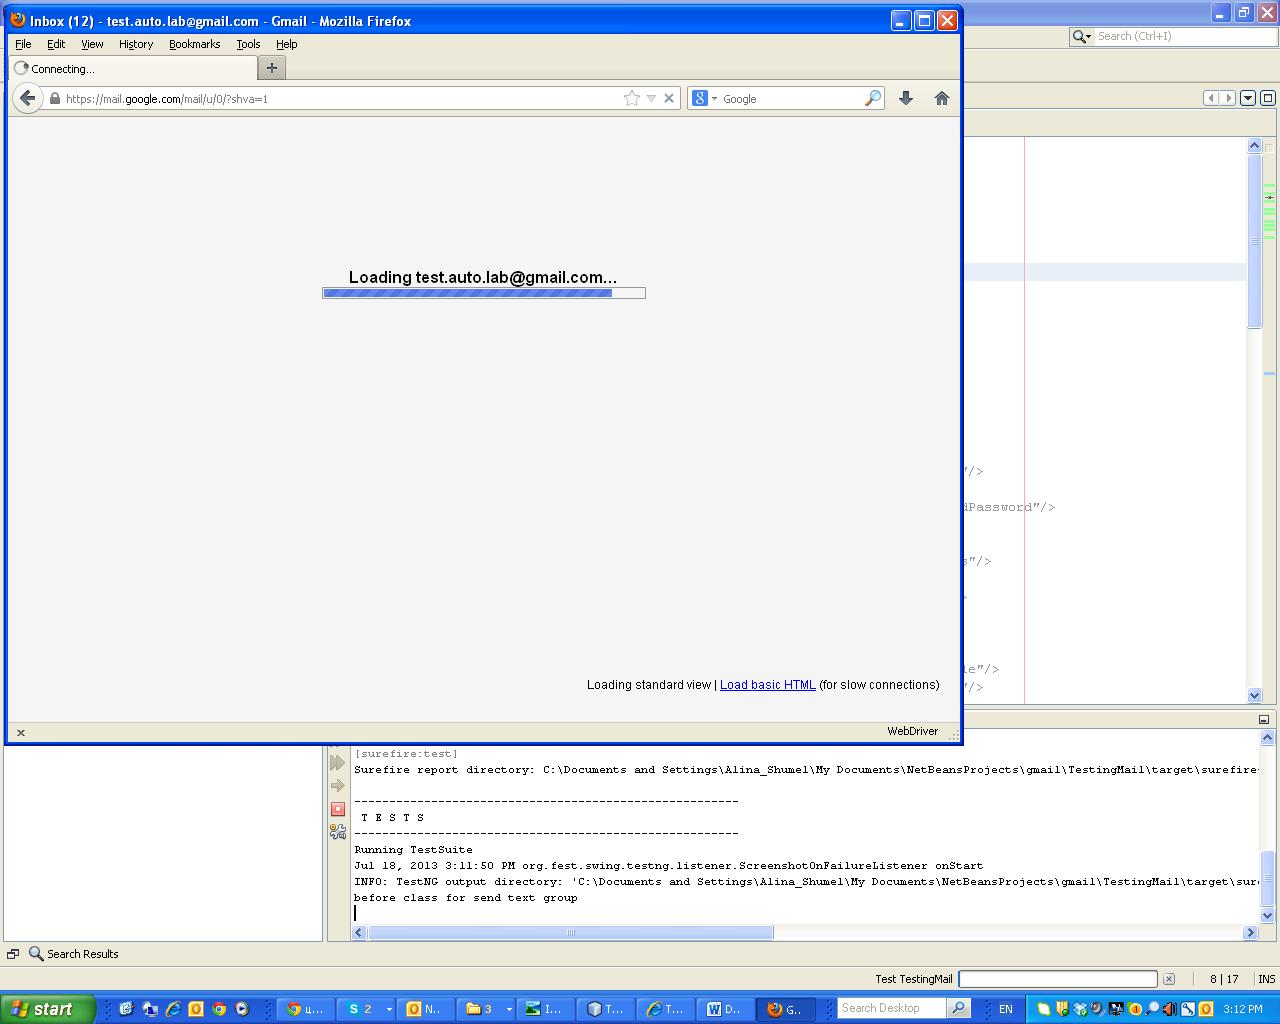 Inbox (12) - test.auto.lab@gmail.com - Gmail - Mozilla Firefox
File Edit View History Bookmarks Tools Help
Search (Ctrl+I)
Connecting...
https://mail.google.com/mail/u/0/?shva=1
Google
Loading test.auto.lab@gmail.com...
"/>
dPassword"/>
s"/>
>
le"/>
"/>
Loading standard view | Load basic HTML (for slow connections)
WebDriver
[surefire:test]
Surefire report directory: C:\Documents and Settings\Alina_Shumel\My Documents\NetBeansProjects\gmail\TestingMail\target\surefire-
--------------------------------------------------------
T E S T S
--------------------------------------------------------
Running TestSuite
Jul 18, 2013 3:11:50 PM org.fest.swing.testng.listener.ScreenshotOnFailureListener onStart
INFO: TestNG output directory: 'C:\Documents and Settings\Alina_Shumel\My Documents\NetBeansProjects\gmail\TestingMail\target\sure
before class for send text group
Search Results
Test TestingMail
8 | 17 INS
start
ц... S 2 N.. 3 I... T... T... D.. G.. Search Desktop EN 3:12 PM